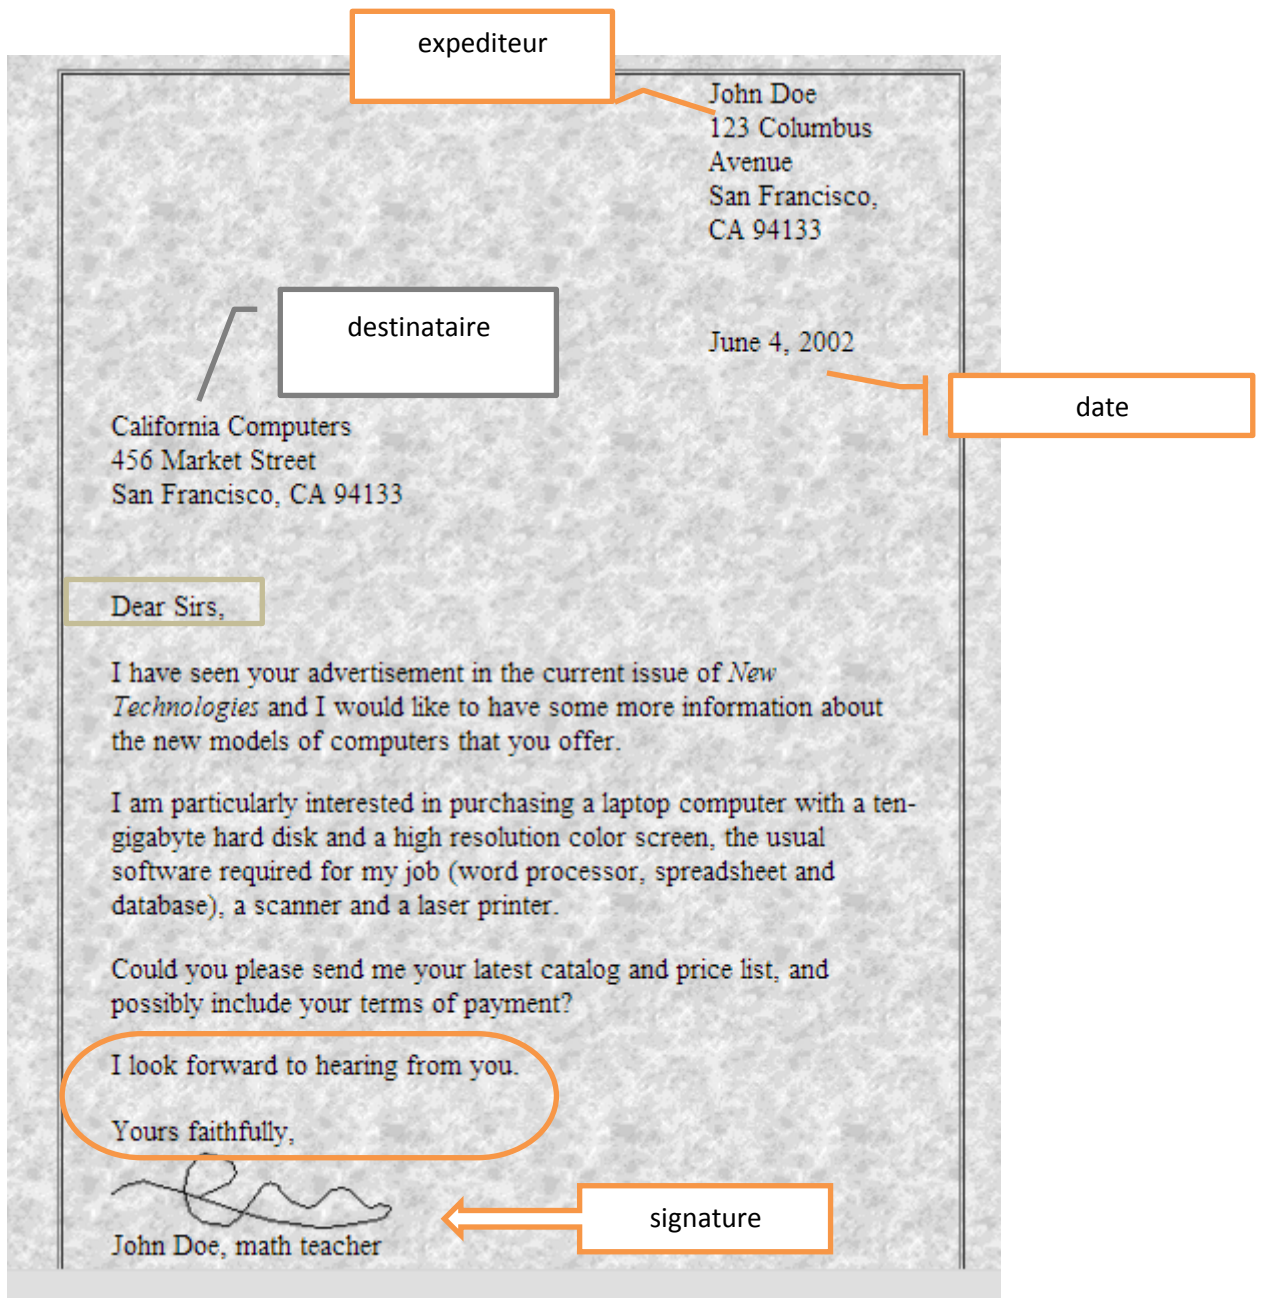 expediteur
John Doe
123 Columbus
Avenue
San Francisco,
CA 94133
destinataire
June 4, 2002
date
California Computers
456 Market Street
San Francisco, CA 94133
Dear Sirs,
I have seen your advertisement in the current issue of New
Technologies and I would like to have some more information about
the new models of computers that you offer.
I am particularly interested in purchasing a laptop computer with a ten-
gigabyte hard disk and a high resolution color screen, the usual
software required for my job (word processor, spreadsheet and
database), a scanner and a laser printer.
Could you please send me your latest catalog and price list, and
possibly include your terms of payment?
I look forward to hearing from you.
Yours faithfully,
signature
John Doe, math teacher